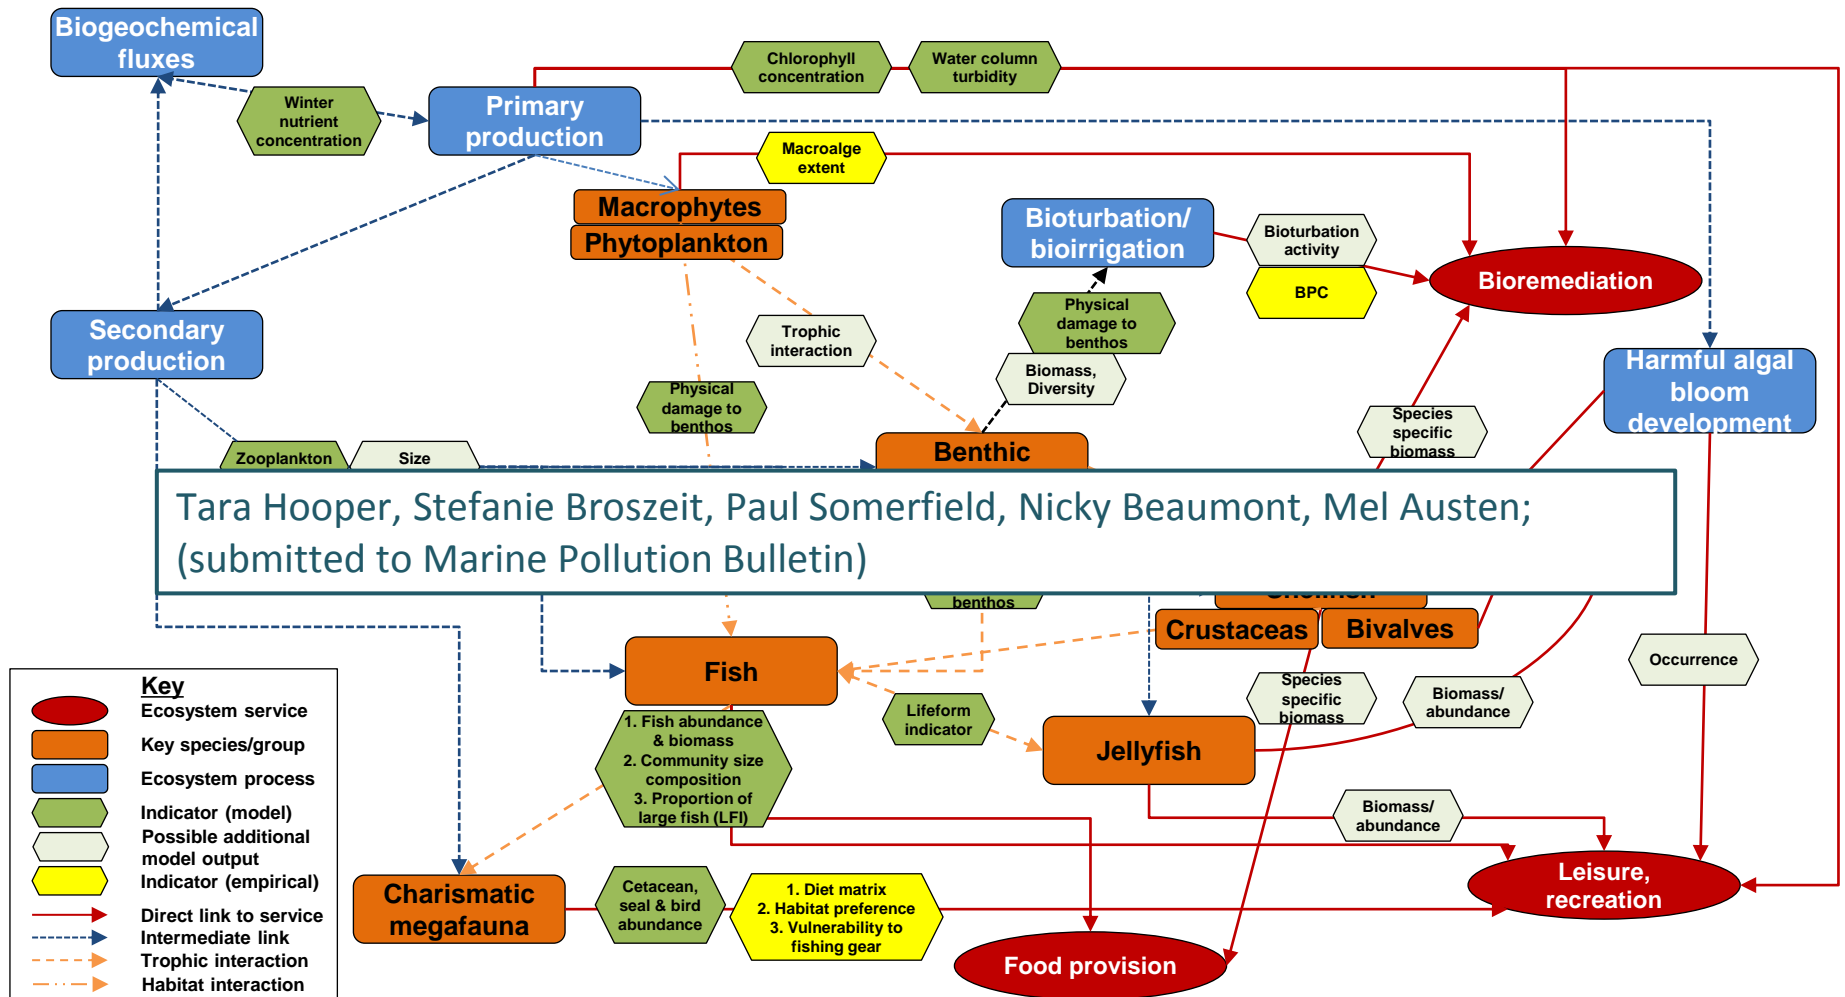 Biogeochemical
fluxes
Chlorophyll
concentration
Water column
turbidity
Winter
nutrient
concentration
Primary
production
Macroalge
extent
Macrophytes
Phytoplankton
Bioturbation/
bioirrigation
Bioturbation
activity
BPC
Bioremediation
Secondary
production
Trophic
interaction
Physical
damage to
benthos
Biomass,
Diversity
Harmful algal
bloom
development
Physical
damage to
benthos
Species
specific
biomass
Zooplankton
Size
Benthic
Tara Hooper, Stefanie Broszeit, Paul Somerfield, Nicky Beaumont, Mel Austen;
(submitted to Marine Pollution Bulletin)
benthos
Crustaceas
Bivalves
Fish
Occurrence
Species
specific
biomass
Biomass/
abundance
Lifeform
indicator
Jellyfish
1. Fish abundance
& biomass
2. Community size
composition
3. Proportion of
large fish (LFI)
Biomass/
abundance
Leisure,
recreation
Charismatic
megafauna
Cetacean,
seal & bird
abundance
1. Diet matrix
2. Habitat preference
3. Vulnerability to
fishing gear
Food provision
Key
Ecosystem service
Key species/group
Ecosystem process
Indicator (model)
Possible additional
model output
Indicator (empirical)
Direct link to service
Intermediate link
Trophic interaction
Habitat interaction